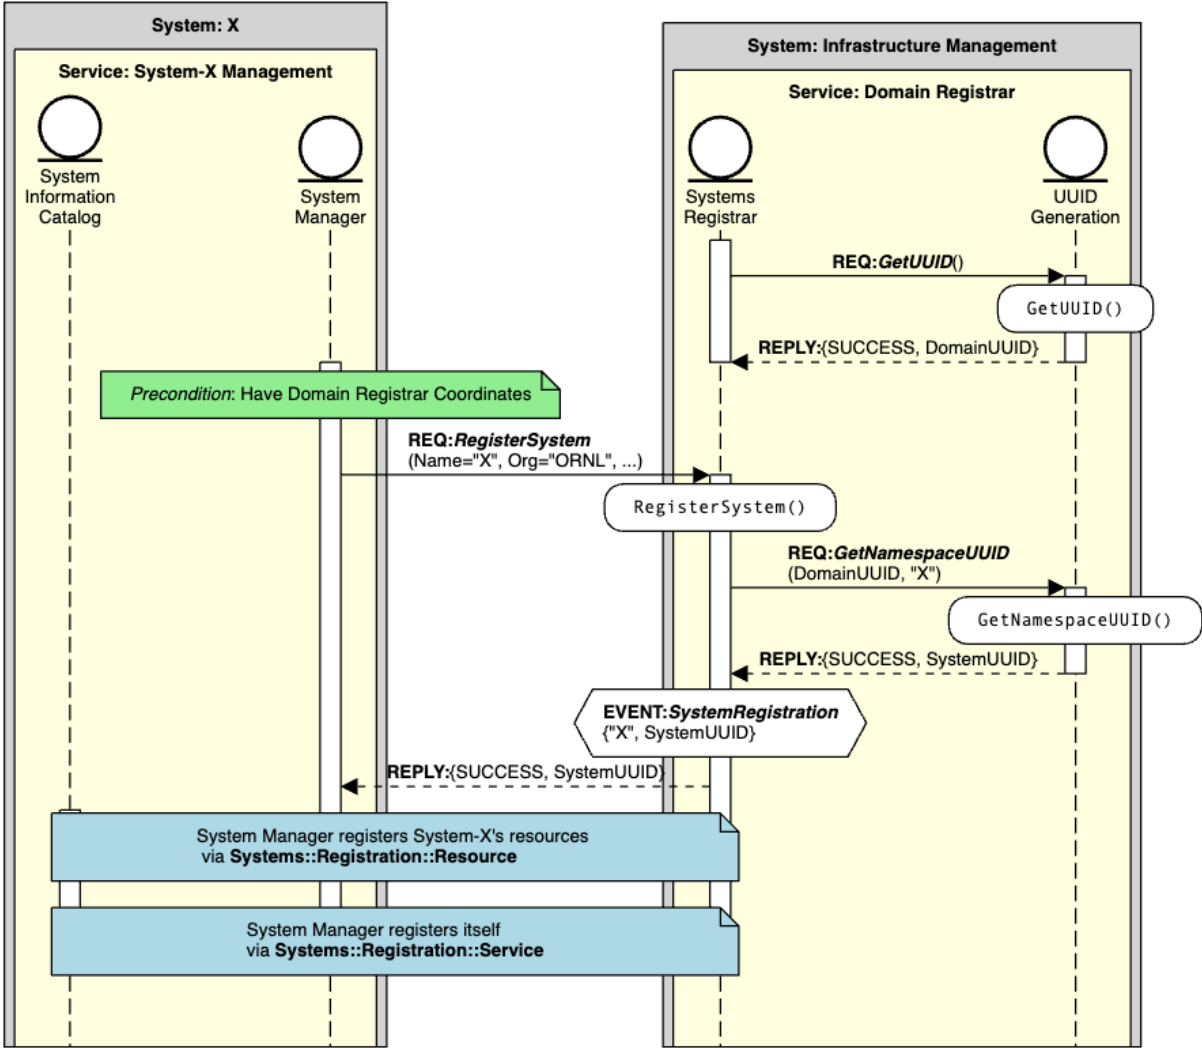 System: X
Service: System-X Management
System
Information
Catalog
System
Manager
System: Infrastructure Management
Service: Domain Registrar
Systems
Registrar
UUID
Generation
REQ:GetUUID()
GetUUID()
REPLY:{SUCCESS, DomainUUID}
Precondition: Have Domain Registrar Coordinates
REQ:RegisterSystem
(Name="X", Org="ORNL", ...)
RegisterSystem()
REQ:GetNamespaceUUID
(DomainUUID, "X")
GetNamespaceUUID()
REPLY:{SUCCESS, SystemUUID}
EVENT:SystemRegistration
{"X", SystemUUID}
REPLY:{SUCCESS, SystemUUID}
System Manager registers System-X's resources
via Systems::Registration::Resource
System Manager registers itself
via Systems::Registration::Service